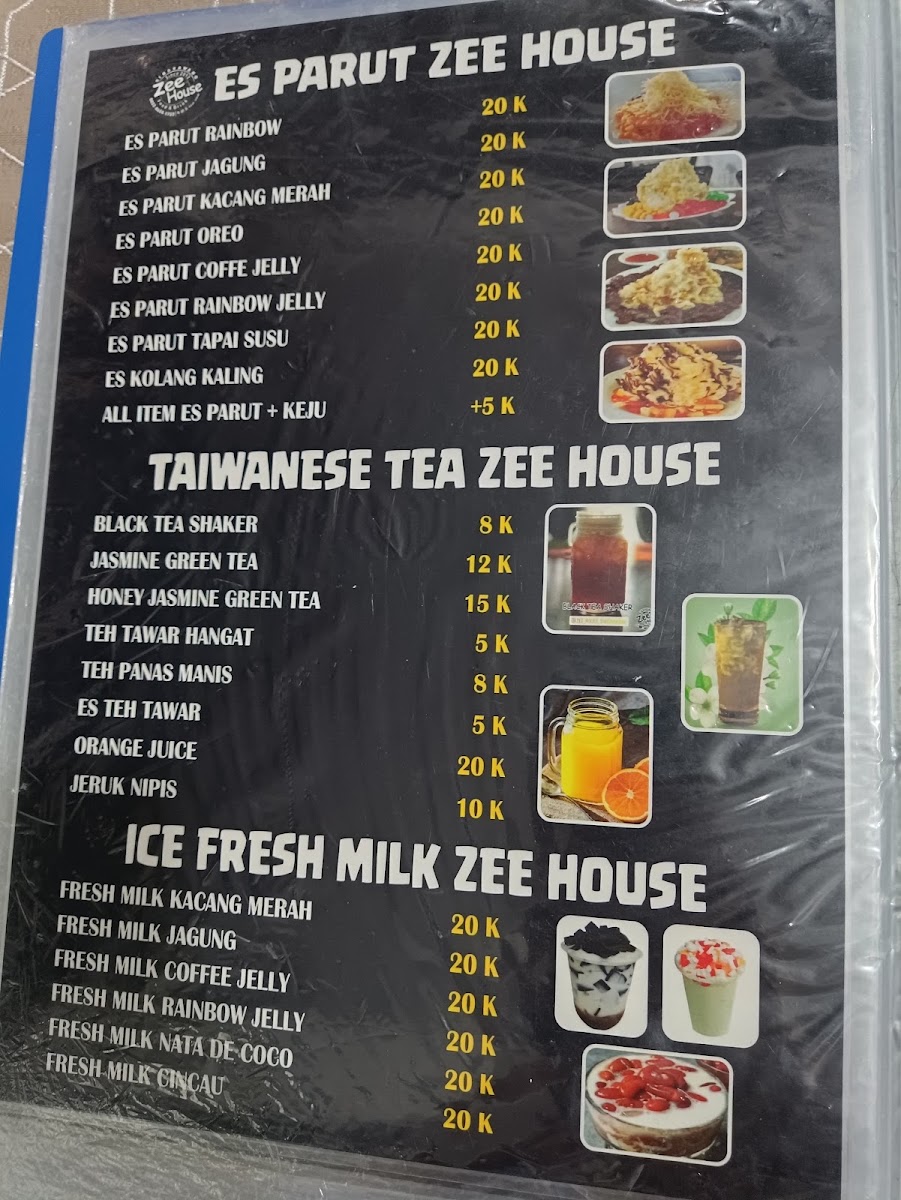 Zee
House
ES PARUT ZEE HOUSE
ES PARUT RAINBOW 20 K
ES PARUT JAGUNG 20 K
ES PARUT KACANG MERAH 20 K
ES PARUT OREO 20 K
ES PARUT COFFE JELLY 20 K
ES PARUT RAINBOW JELLY 20 K
ES PARUT TAPAI SUSU 20 K
ES KOLANG KALING 20 K
ALL ITEM ES PARUT + KEJU +5 K
TAIWANESE TEA ZEE HOUSE
BLACK TEA SHAKER 8 K
JASMINE GREEN TEA 12 K
HONEY JASMINE GREEN TEA 15 K
TEH TAWAR HANGAT 5 K
TEH PANAS MANIS 8 K
ES TEH TAWAR 5 K
ORANGE JUICE 20 K
JERUK NIPIS 10 K
BLACK TEA SHAKER
ICE FRESH MILK ZEE HOUSE
FRESH MILK KACANG MERAH 20 K
FRESH MILK JAGUNG 20 K
FRESH MILK COFFEE JELLY 20 K
FRESH MILK RAINBOW JELLY 20 K
FRESH MILK NATA DE COCO 20 K
FRESH MILK CINCAU 20 K